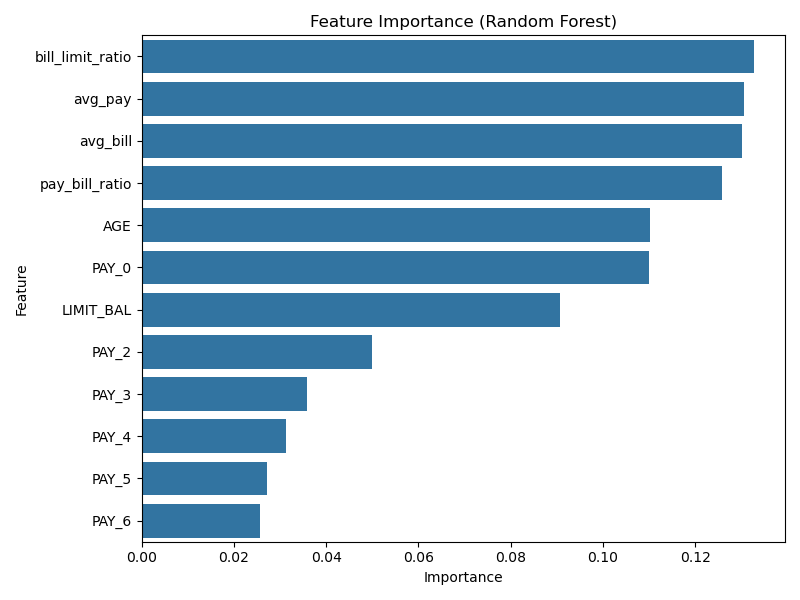 Feature Importance (Random Forest)
Feature
bill_limit_ratio
avg_pay
avg_bill
pay_bill_ratio
AGE
PAY_0
LIMIT_BAL
PAY_2
PAY_3
PAY_4
PAY_5
PAY_6
0.00 0.02 0.04 0.06 0.08 0.10 0.12
Importance